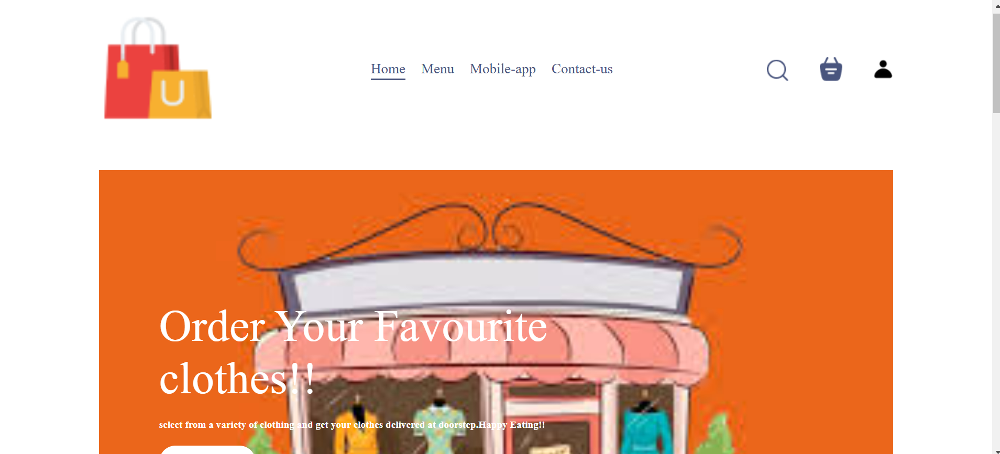 Home Menu Mobile-app Contact-us
Order Your Favourite
clothes!!
select from a variety of clothing and get your clothes delivered at doorstep.Happy Eating!!